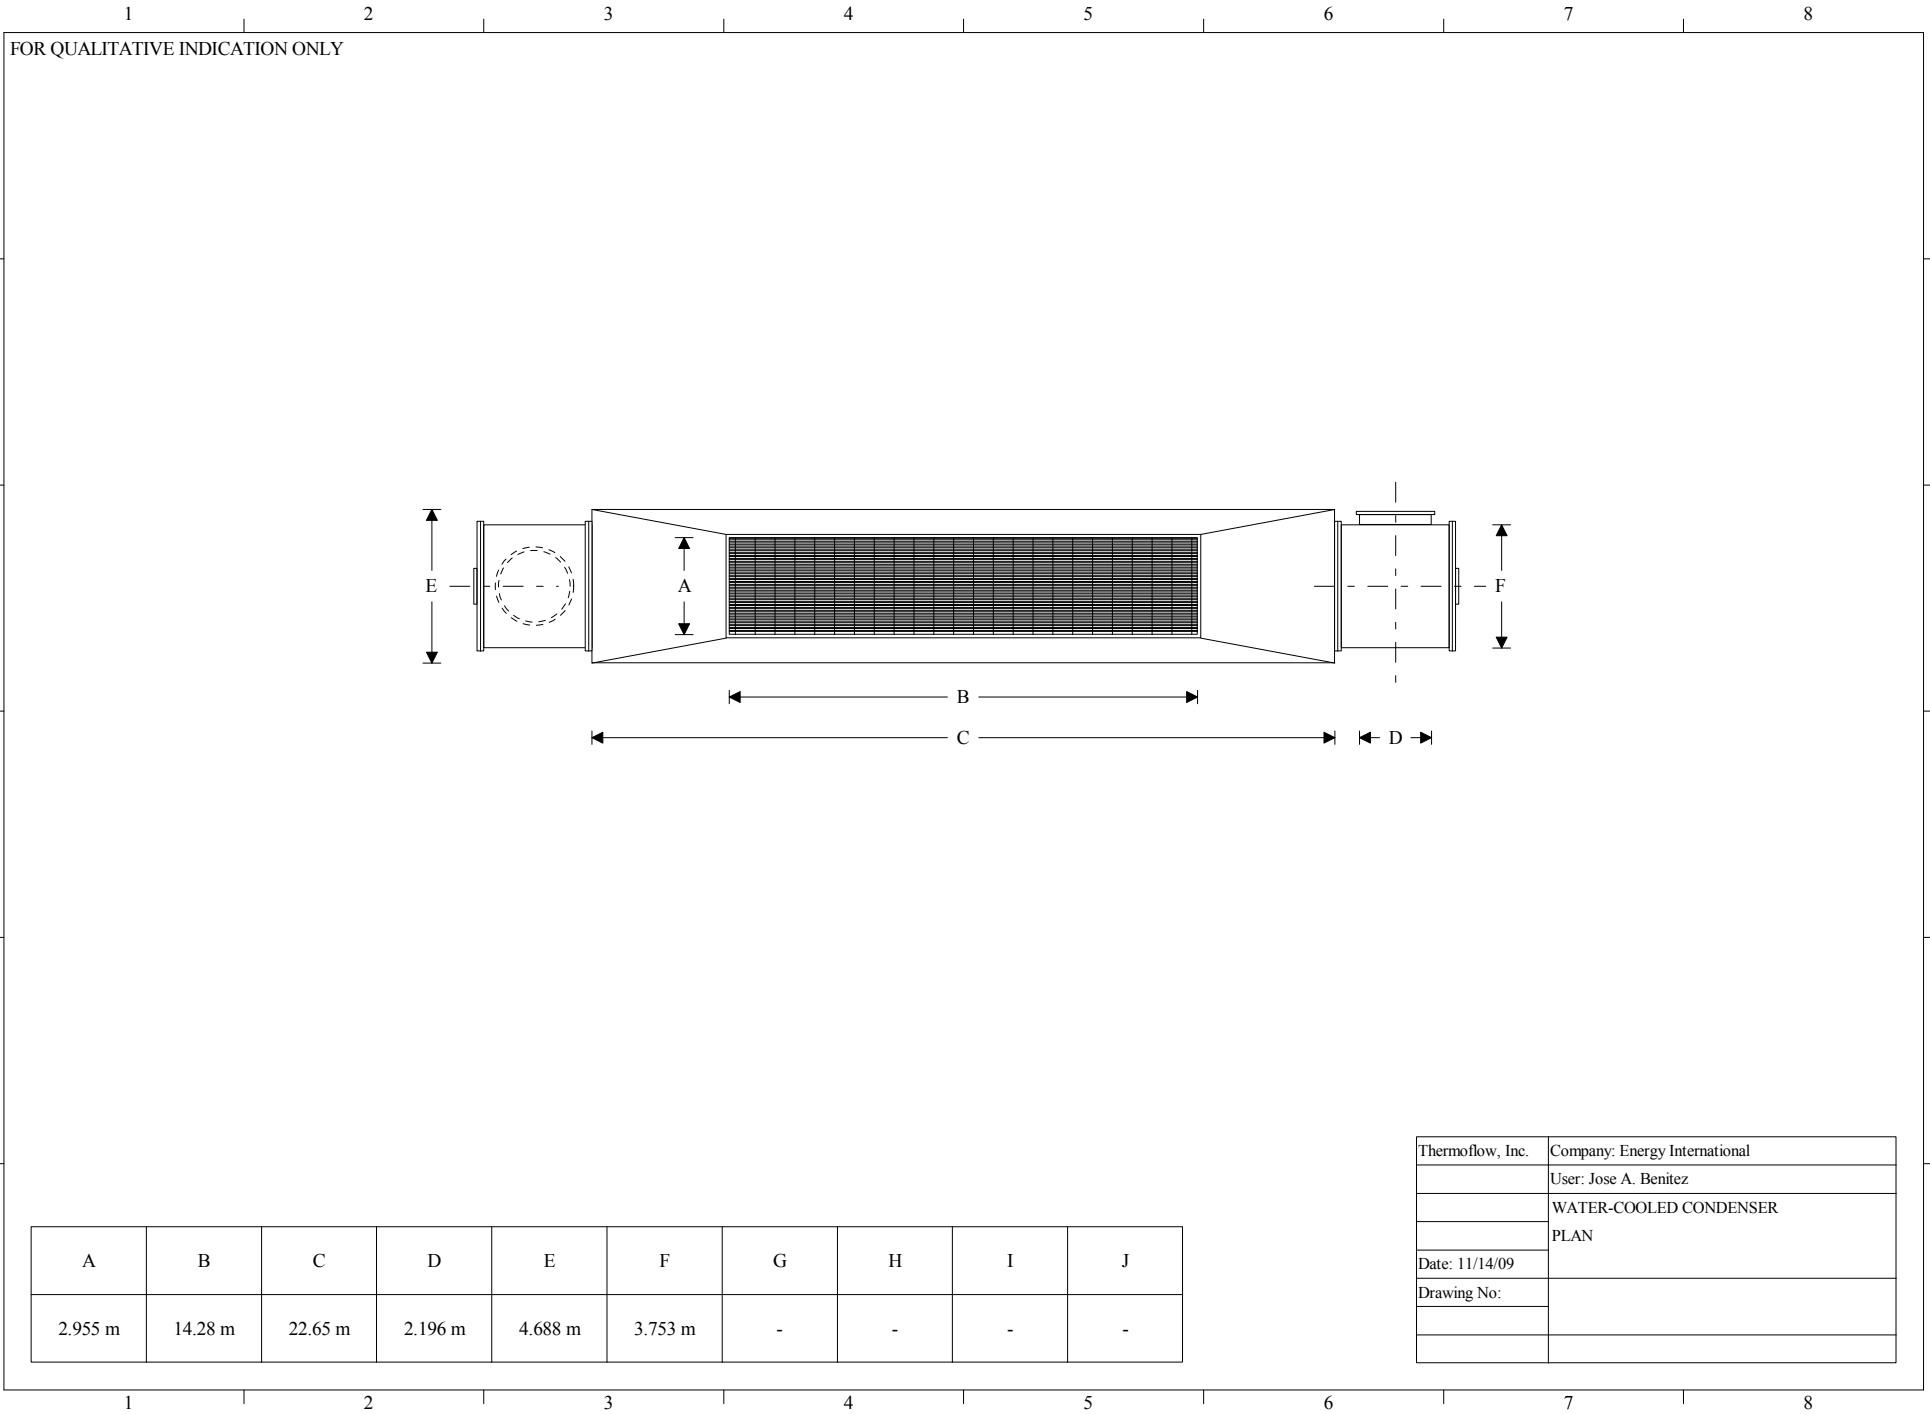 1 2 3 4 5 6 7 8
FOR QUALITATIVE INDICATION ONLY
E
A
F
B
C
D
Thermoflow, Inc. Company: Energy International
User: Jose A. Benitez
WATER-COOLED CONDENSER
PLAN
Date: 11/14/09
Drawing No:
A B C D E F G H I J
2.955 m 14.28 m 22.65 m 2.196 m 4.688 m 3.753 m - - - -
1 2 3 4 5 6 7 8